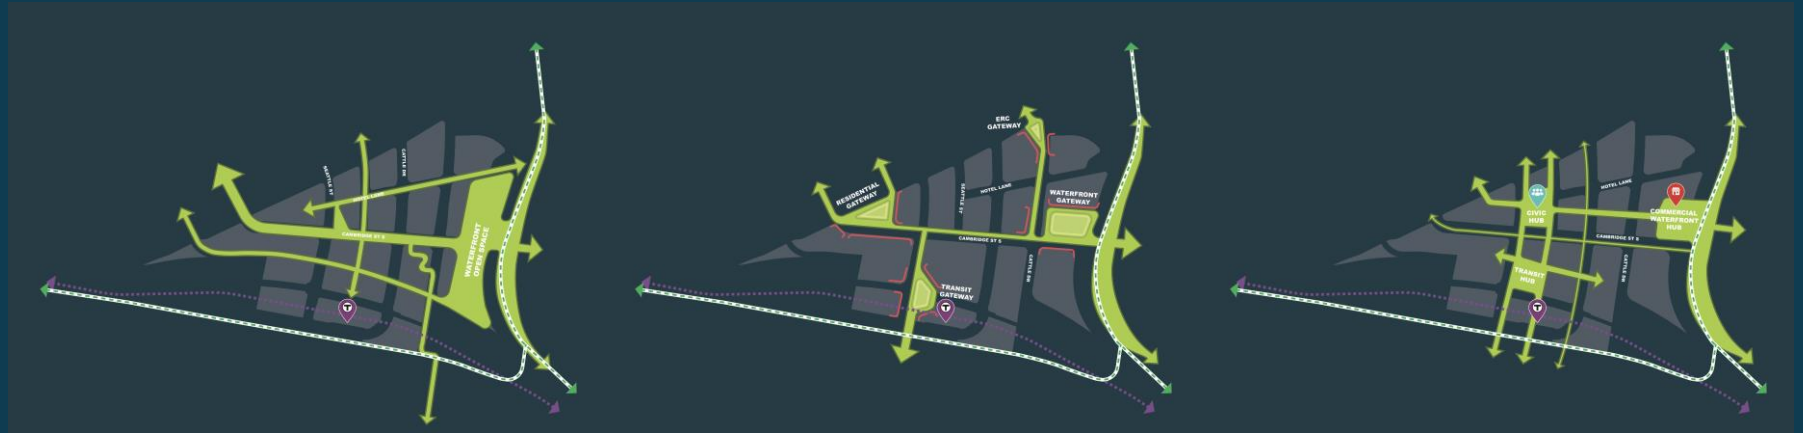 SEATTLE ST
CATTLE DR
HOTEL LANE
CAMBRIDGE ST S
WATERFRONT
OPEN SPACE
T
ERC
GATEWAY
RESIDENTIAL
GATEWAY
SEATTLE ST
HOTEL LANE
WATERFRONT
GATEWAY
CAMBRIDGE ST S
CATTLE DR
TRANSIT
GATEWAY
T
HOTEL LANE
CIVIC
HUB
COMMERCIAL
WATERFRONT
HUB
CAMBRIDGE ST S
CATTLE DR
TRANSIT
HUB
T